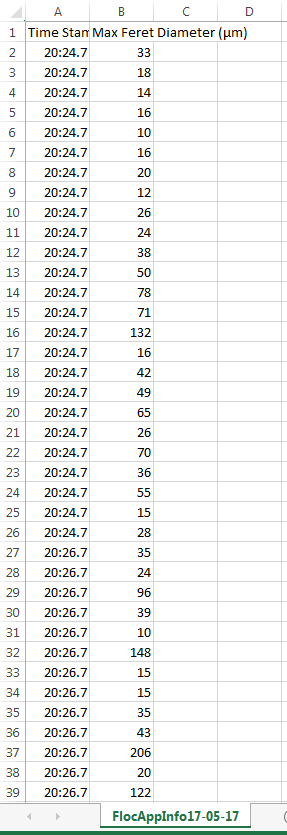 A B C D
1 Time Stam Max Feret Diameter (µm)
2 20:24.7 33
3 20:24.7 18
4 20:24.7 14
5 20:24.7 16
6 20:24.7 10
7 20:24.7 16
8 20:24.7 20
9 20:24.7 12
10 20:24.7 26
11 20:24.7 24
12 20:24.7 38
13 20:24.7 50
14 20:24.7 78
15 20:24.7 71
16 20:24.7 132
17 20:24.7 16
18 20:24.7 42
19 20:24.7 49
20 20:24.7 65
21 20:24.7 26
22 20:24.7 70
23 20:24.7 36
24 20:24.7 55
25 20:24.7 15
26 20:24.7 28
27 20:26.7 35
28 20:26.7 24
29 20:26.7 96
30 20:26.7 39
31 20:26.7 10
32 20:26.7 148
33 20:26.7 15
34 20:26.7 15
35 20:26.7 35
36 20:26.7 43
37 20:26.7 206
38 20:26.7 20
39 20:26.7 122
FlocAppInfo17-05-17